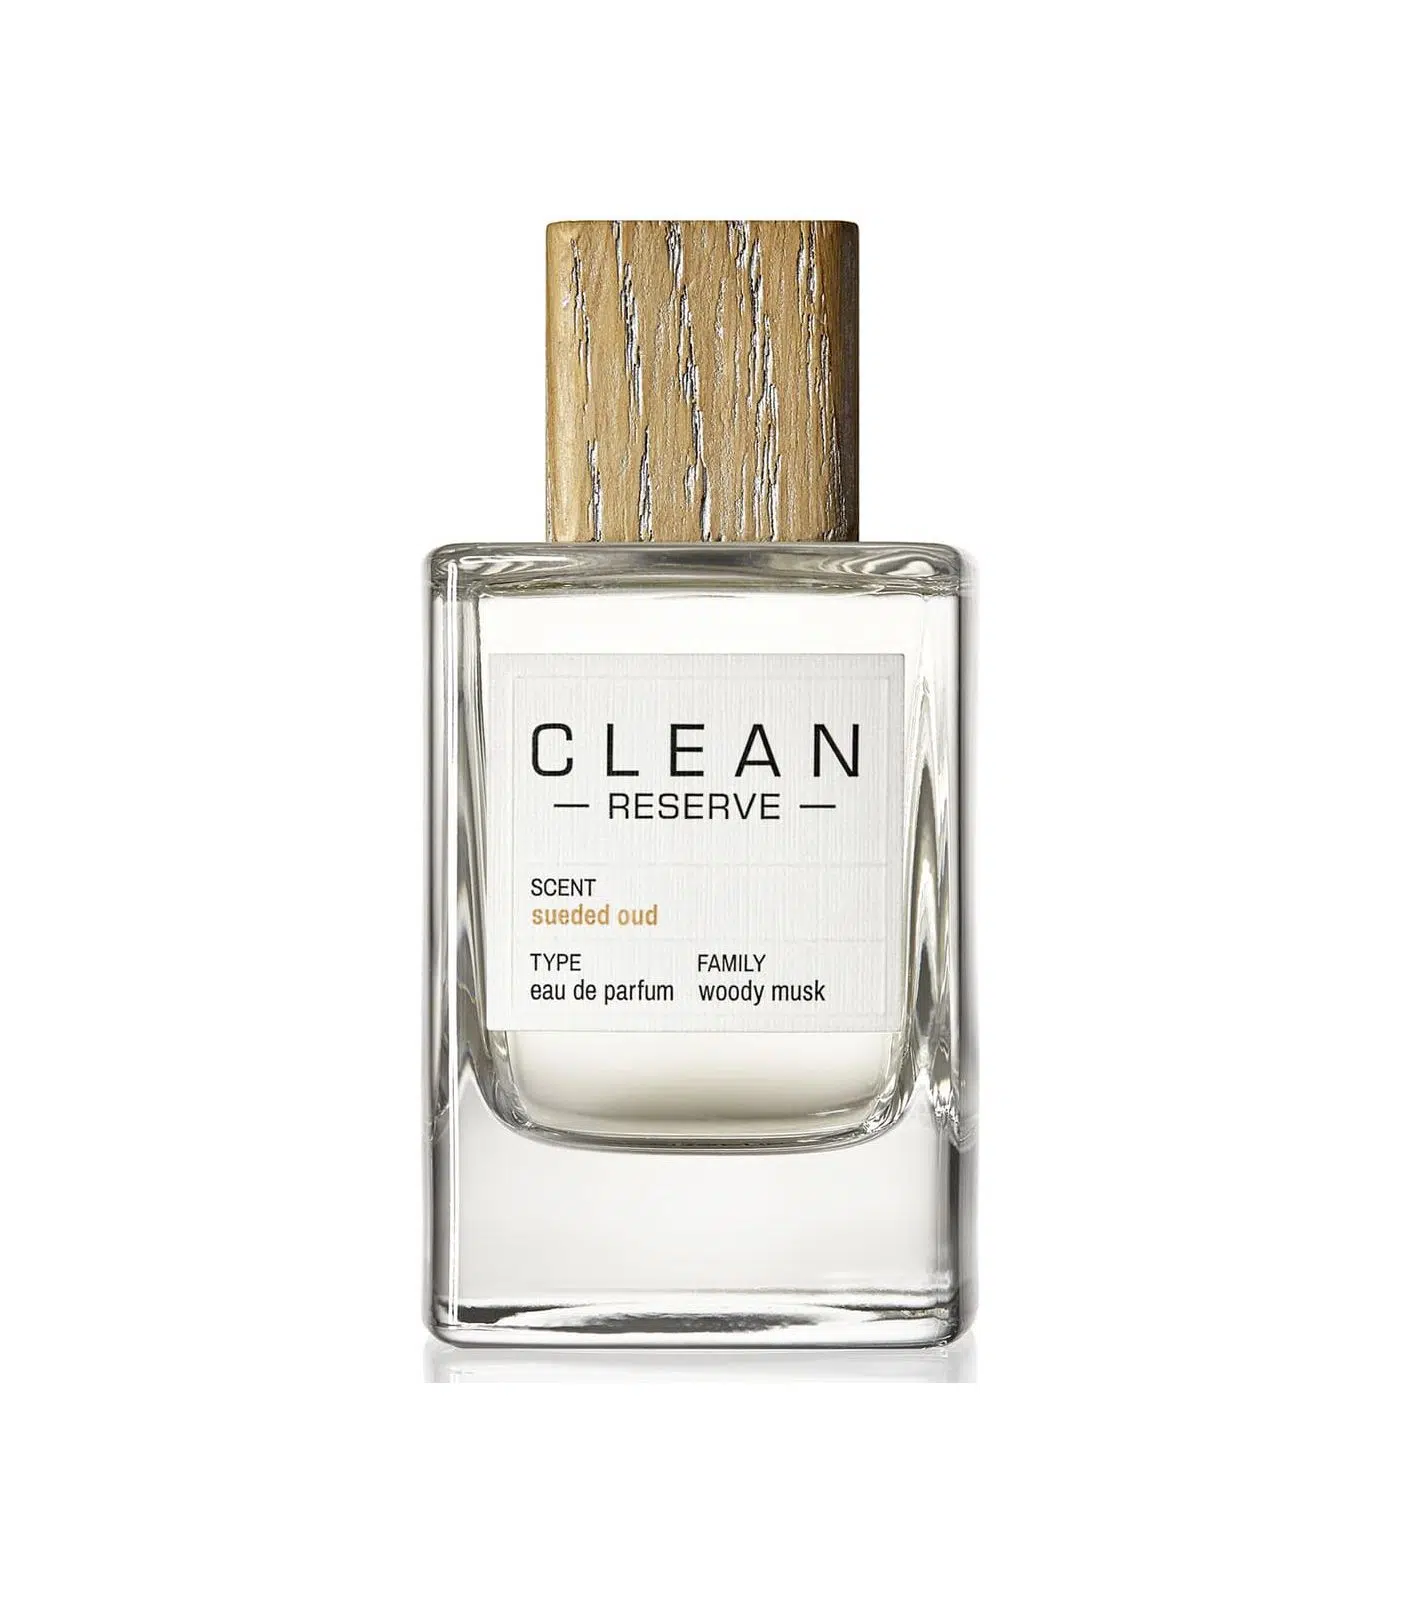 CLEAN
— RESERVE —
SCENT
sueded oud
TYPE FAMILY
eau de parfum woody musk